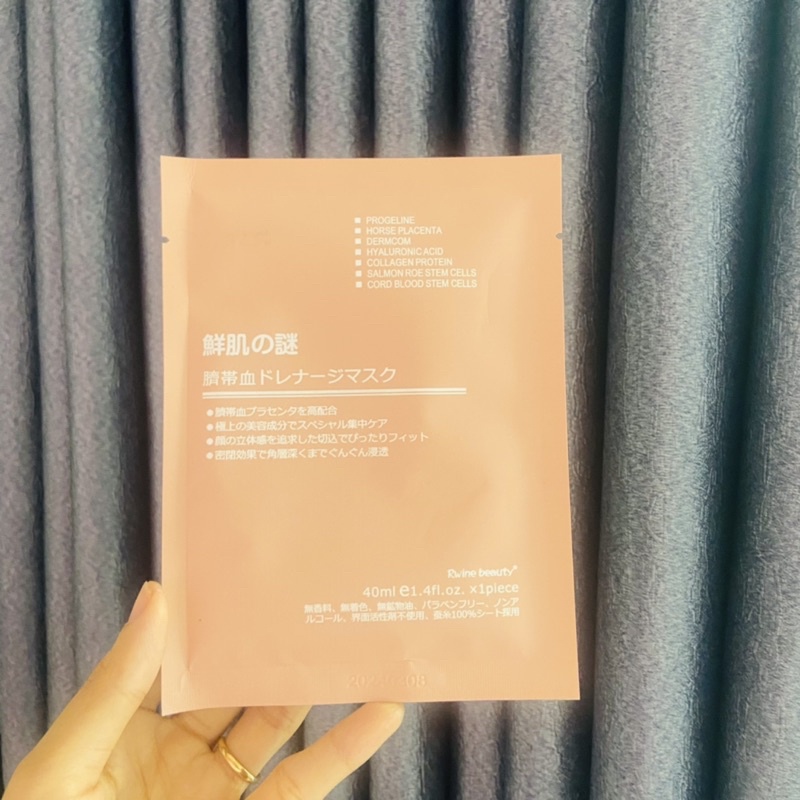 PROGELINE
HORSE PLACENTA
DERMCOM
HYALURONIC ACID
COLLAGEN PROTEIN
SALMON ROE STEM CELLS
CORD BLOOD STEM CELLS
鮮肌の謎
臍帯血ドレナージマスク
●臍帯血プラセンタを高配合
●極上の美容成分でスペシャル集中ケア
●顔の立体感を追求した切込でぴったりフィット
●密閉効果で角層深くまでぐんぐん浸透
Rwine beauty
40ml e1.4fl.oz. ×1piece
無香料、無着色、無鉱物油、パラベンフリー、ノンア
ルコール、界面活性剤不使用、亜糸100%シート採用